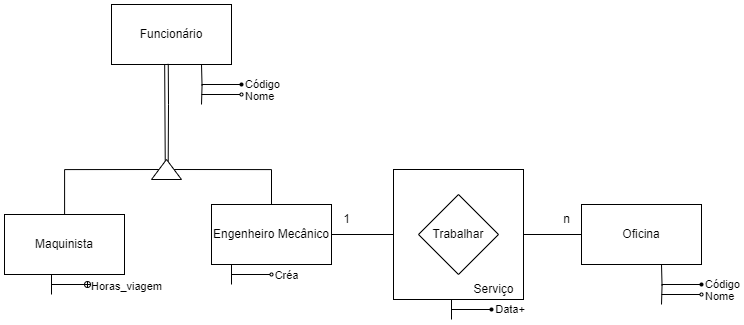 Funcionário
Código
Nome
Maquinista
Horas_viagem
Engenheiro Mecânico
Créa
1
Trabalhar
Serviço
Data+
n
Oficina
Código
Nome